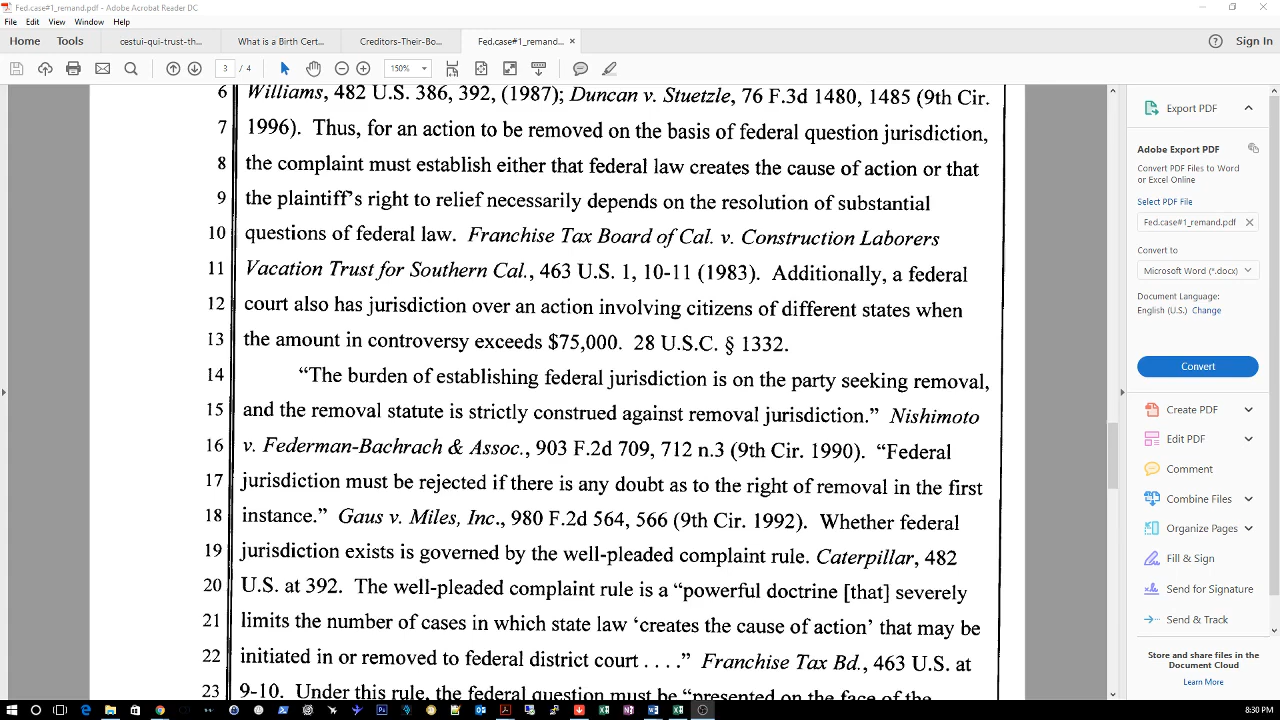 Fed.case#1_remand.pdf - Adobe Acrobat Reader DC
File Edit View Window Help
Home Tools cestui-qui-trust-th... What is a Birth Cert... Creditors-Their-Bo... Fed.case#1_remand... × Sign In
3 / 4 150%
6 Williams, 482 U.S. 386, 392, (1987); Duncan v. Stuetzle, 76 F.3d 1480, 1485 (9th Cir.
7 1996). Thus, for an action to be removed on the basis of federal question jurisdiction,
8 the complaint must establish either that federal law creates the cause of action or that
9 the plaintiff's right to relief necessarily depends on the resolution of substantial
10 questions of federal law. Franchise Tax Board of Cal. v. Construction Laborers
11 Vacation Trust for Southern Cal., 463 U.S. 1, 10-11 (1983). Additionally, a federal
12 court also has jurisdiction over an action involving citizens of different states when
13 the amount in controversy exceeds $75,000. 28 U.S.C. § 1332.
14 “The burden of establishing federal jurisdiction is on the party seeking removal,
15 and the removal statute is strictly construed against removal jurisdiction.” Nishimoto
16 v. Federman-Bachrach & Assoc., 903 F.2d 709, 712 n.3 (9th Cir. 1990). “Federal
17 jurisdiction must be rejected if there is any doubt as to the right of removal in the first
18 instance.” Gaus v. Miles, Inc., 980 F.2d 564, 566 (9th Cir. 1992). Whether federal
19 jurisdiction exists is governed by the well-pleaded complaint rule. Caterpillar, 482
20 U.S. at 392. The well-pleaded complaint rule is a “powerful doctrine [that] severely
21 limits the number of cases in which state law ‘creates the cause of action’ that may be
22 initiated in or removed to federal district court . . . .” Franchise Tax Bd., 463 U.S. at
23 9-10. Under this rule, the federal question must be “presented on the face of the
Export PDF
Adobe Export PDF
Convert PDF Files to Word
or Excel Online
Select PDF File
Fed.case#1_remand.pdf ×
Convert to
Microsoft Word (*.docx)
Document Language:
English (U.S.) Change
Convert
Create PDF
Edit PDF
Comment
Combine Files
Organize Pages
Fill & Sign
Send for Signature
Send & Track
Store and share files in the
Document Cloud
Learn More
8:30 PM